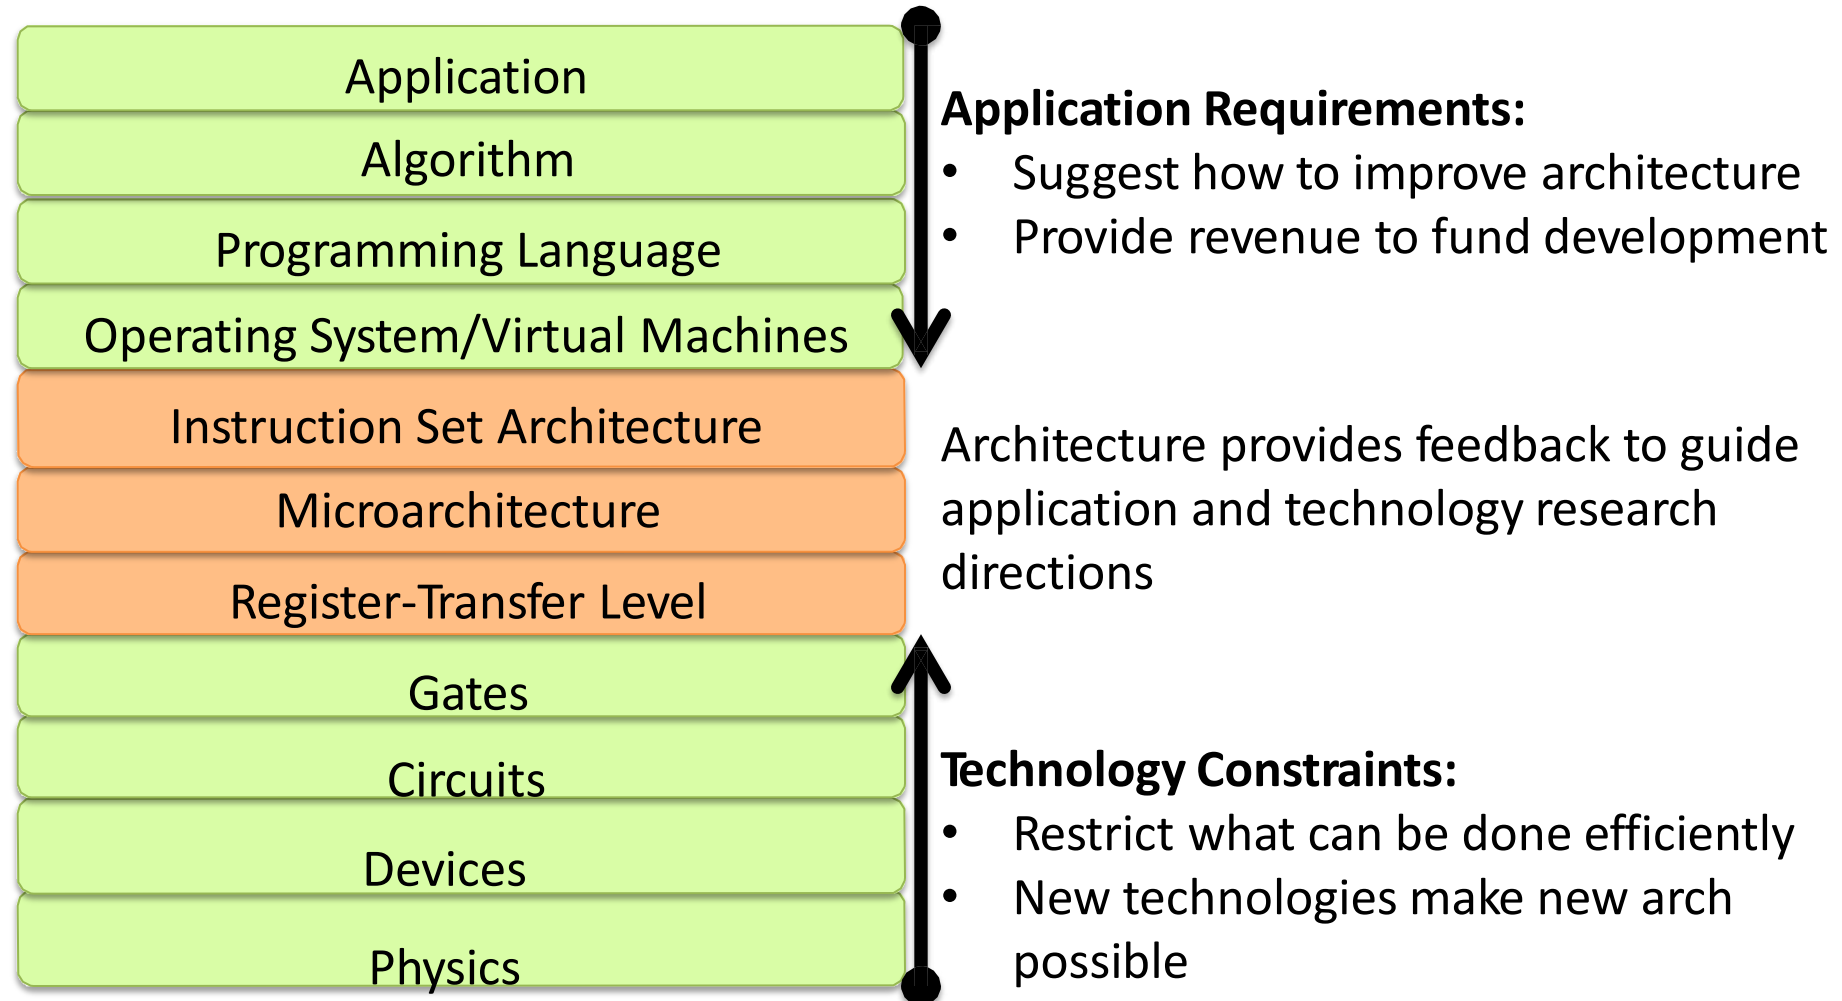 Application
Algorithm
Programming Language
Operating System/Virtual Machines
Instruction Set Architecture
Microarchitecture
Register-Transfer Level
Gates
Circuits
Devices
Physics
Application Requirements:
• Suggest how to improve architecture
• Provide revenue to fund development
Architecture provides feedback to guide
application and technology research
directions
Technology Constraints:
• Restrict what can be done efficiently
• New technologies make new arch
possible